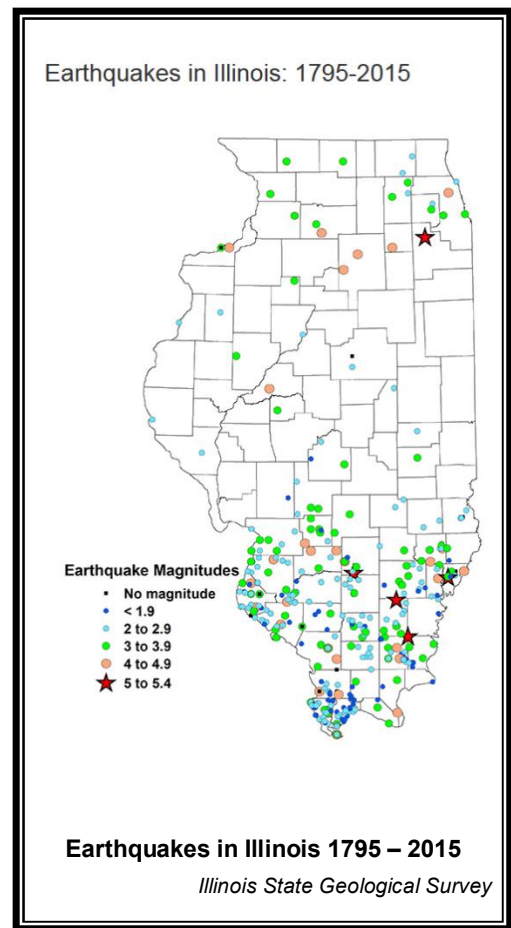 Earthquakes in Illinois: 1795-2015
Earthquake Magnitudes
No magnitude
< 1.9
2 to 2.9
3 to 3.9
4 to 4.9
5 to 5.4
Earthquakes in Illinois 1795 – 2015
Illinois State Geological Survey